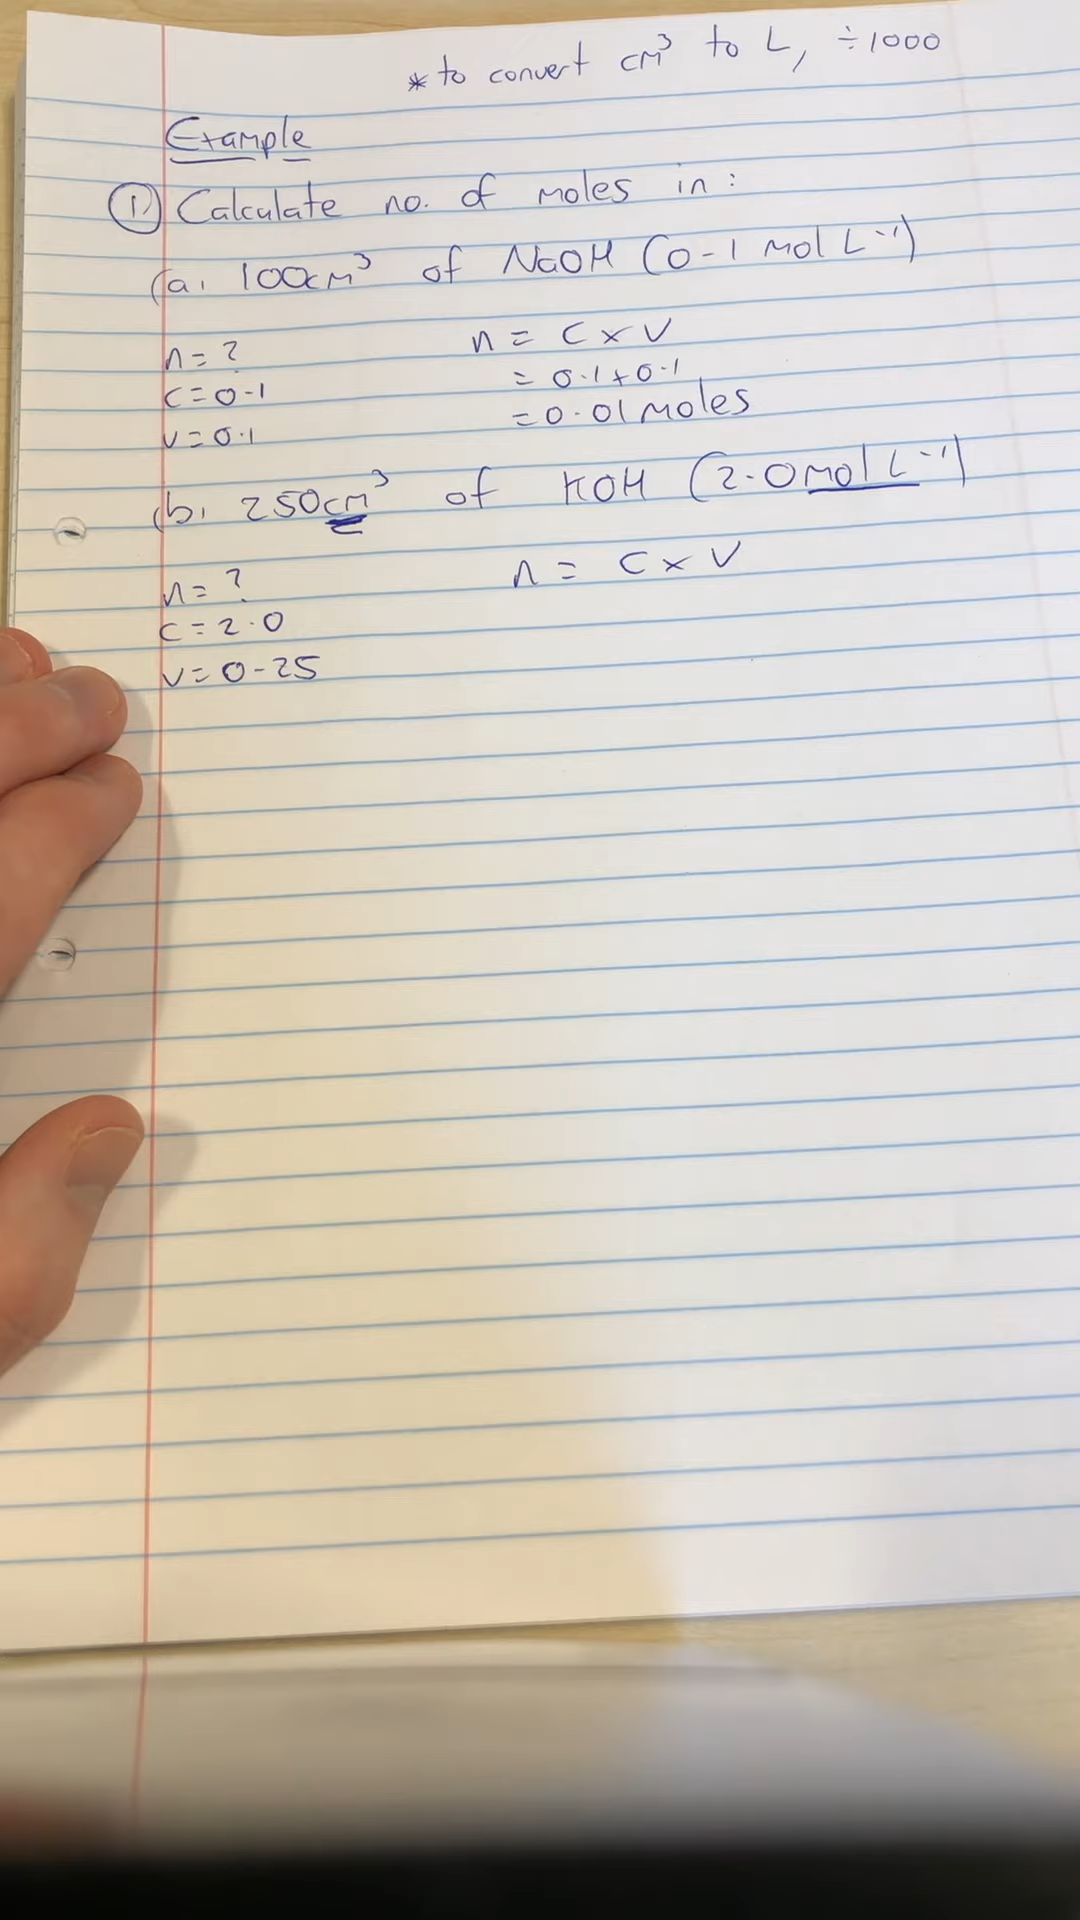 * to convert cm³ to L, ÷1000
Example
① Calculate no. of moles in :
(a. 100cm³ of NaOH (0.1 mol L⁻¹)
n = ? n = C x V
C = 0.1 = 0.1 x 0.1
V = 0.1 = 0.01 moles
(b. 250cm³ of KOH (2.0 mol L⁻¹)
n = ? n = C x V
C = 2.0
V = 0.25